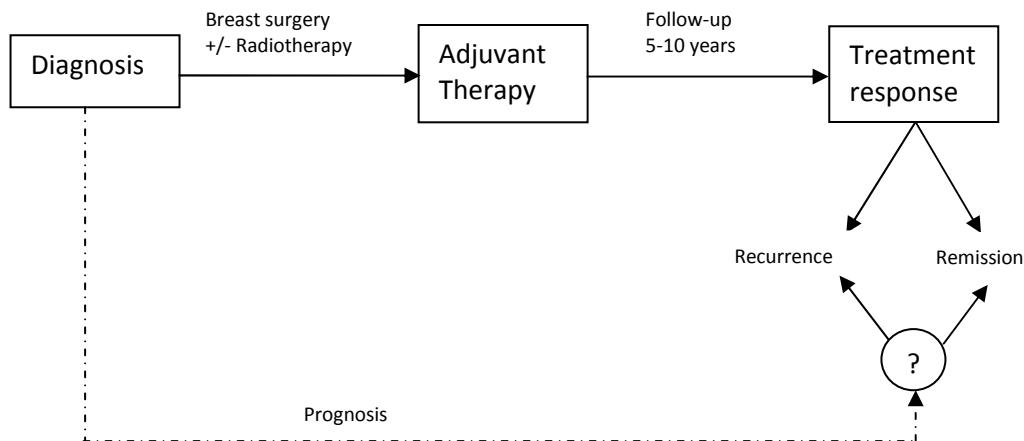 Breast surgery
+/- Radiotherapy
Follow-up
5-10 years
Diagnosis
Adjuvant
Therapy
Treatment
response
Recurrence
Remission
?
Prognosis